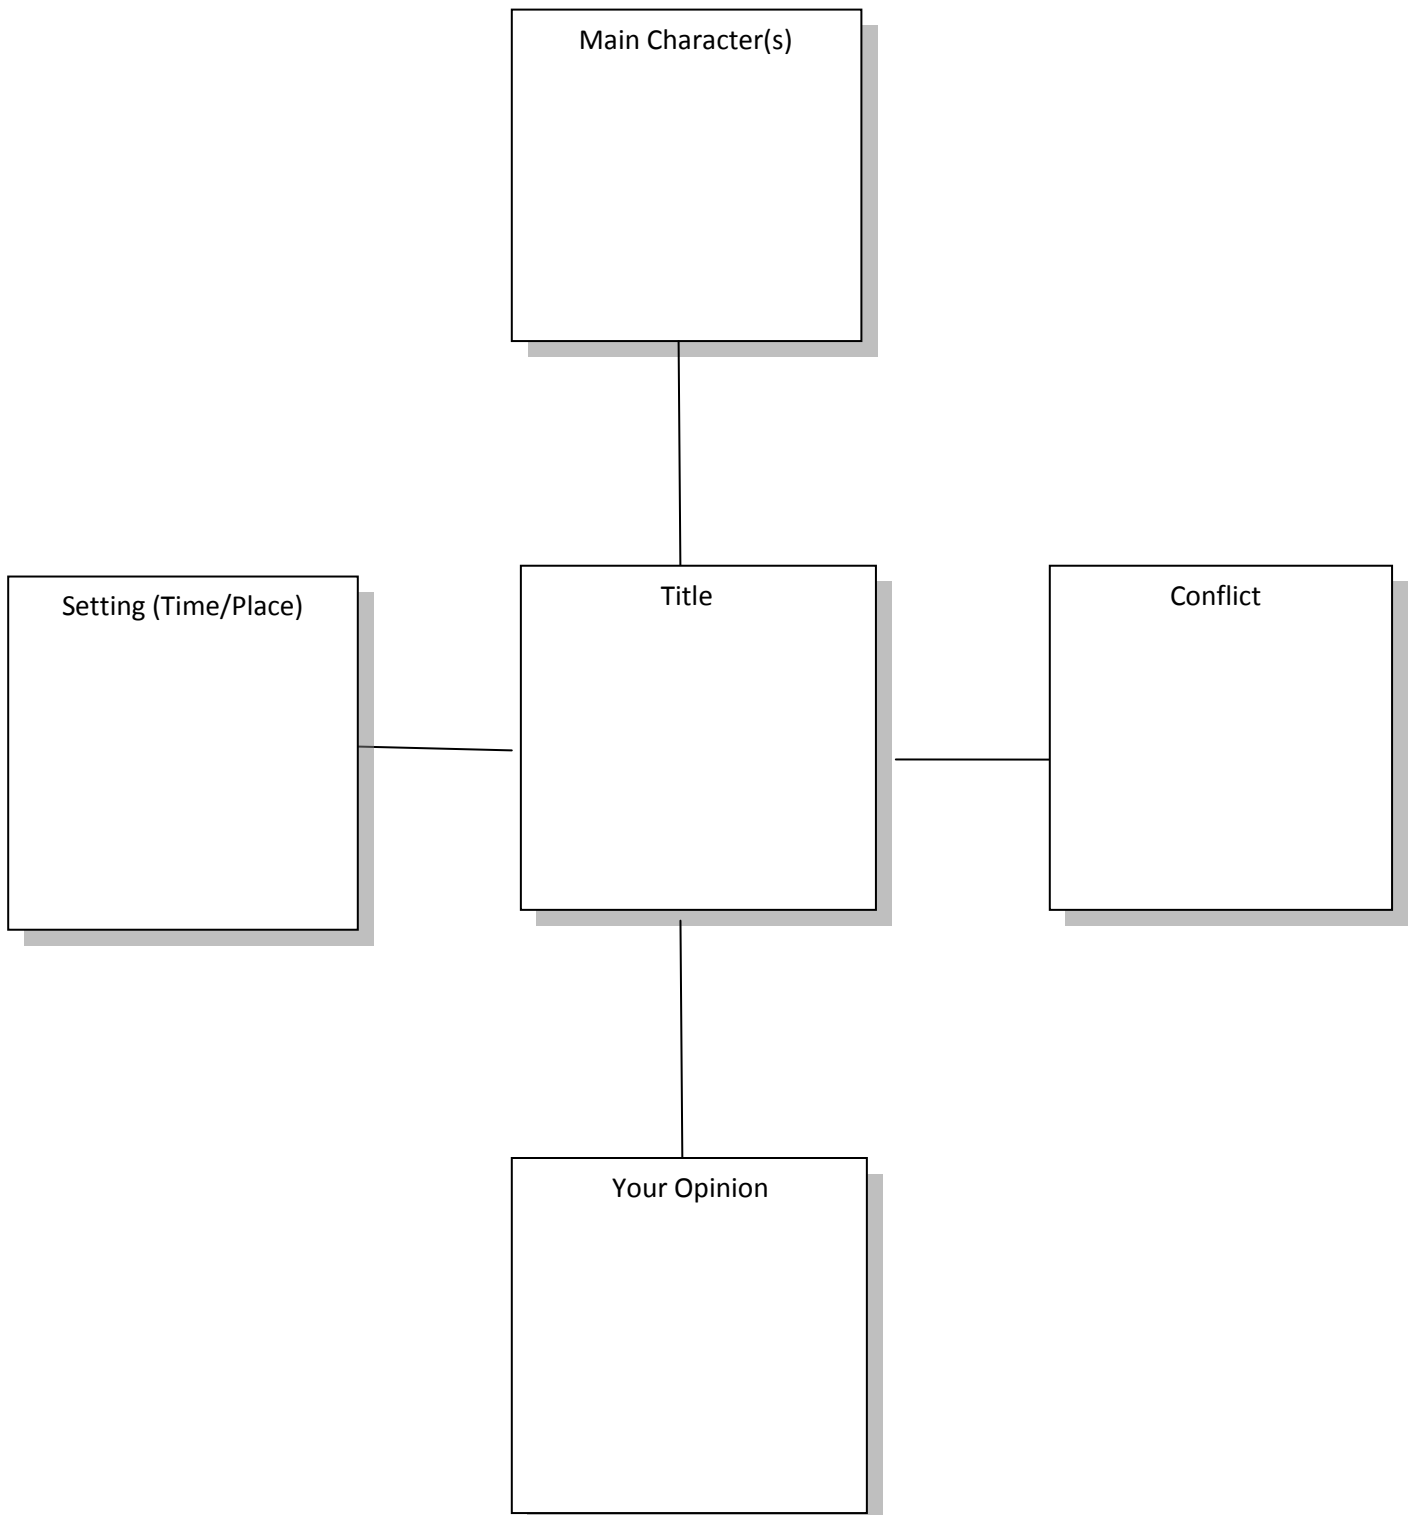 Main Character(s)
Setting (Time/Place)
Title
Conflict
Your Opinion